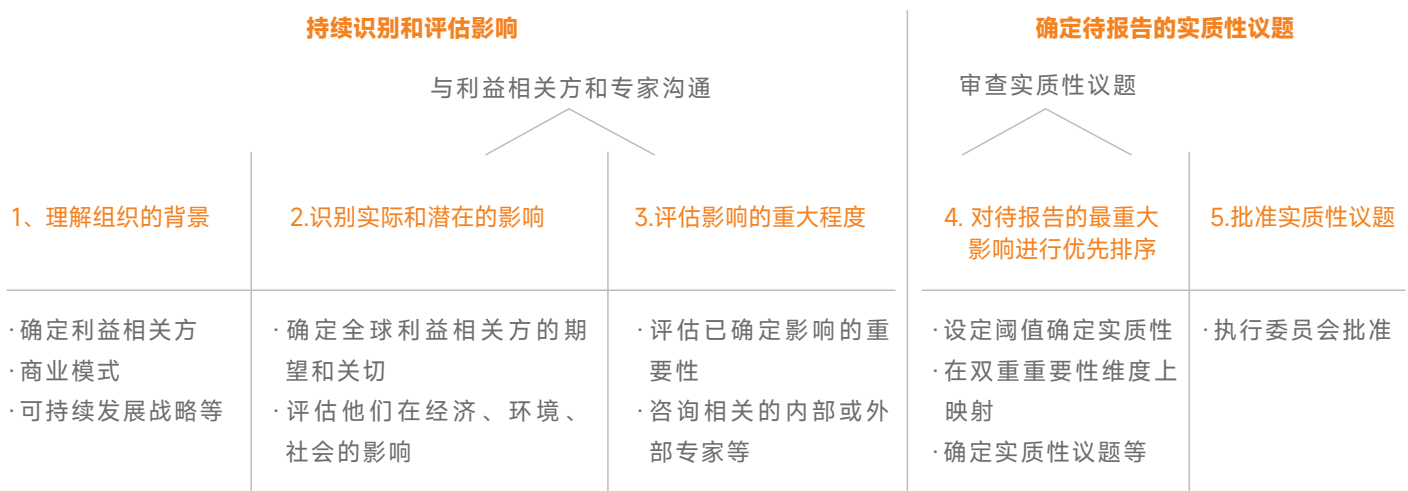 持续识别和评估影响
确定待报告的实质性议题
与利益相关方和专家沟通
审查实质性议题
1、理解组织的背景
2.识别实际和潜在的影响
3.评估影响的重大程度
4. 对待报告的最重大
影响进行优先排序
5.批准实质性议题
·确定利益相关方
·商业模式
·可持续发展战略等
·确定全球利益相关方的期
望和关切
·评估他们在经济、环境、
社会的影响
·评估已确定影响的重
要性
·咨询相关的内部或外
部专家等
·设定阈值确定实质性
·在双重重要性维度上
映射
·确定实质性议题等
·执行委员会批准